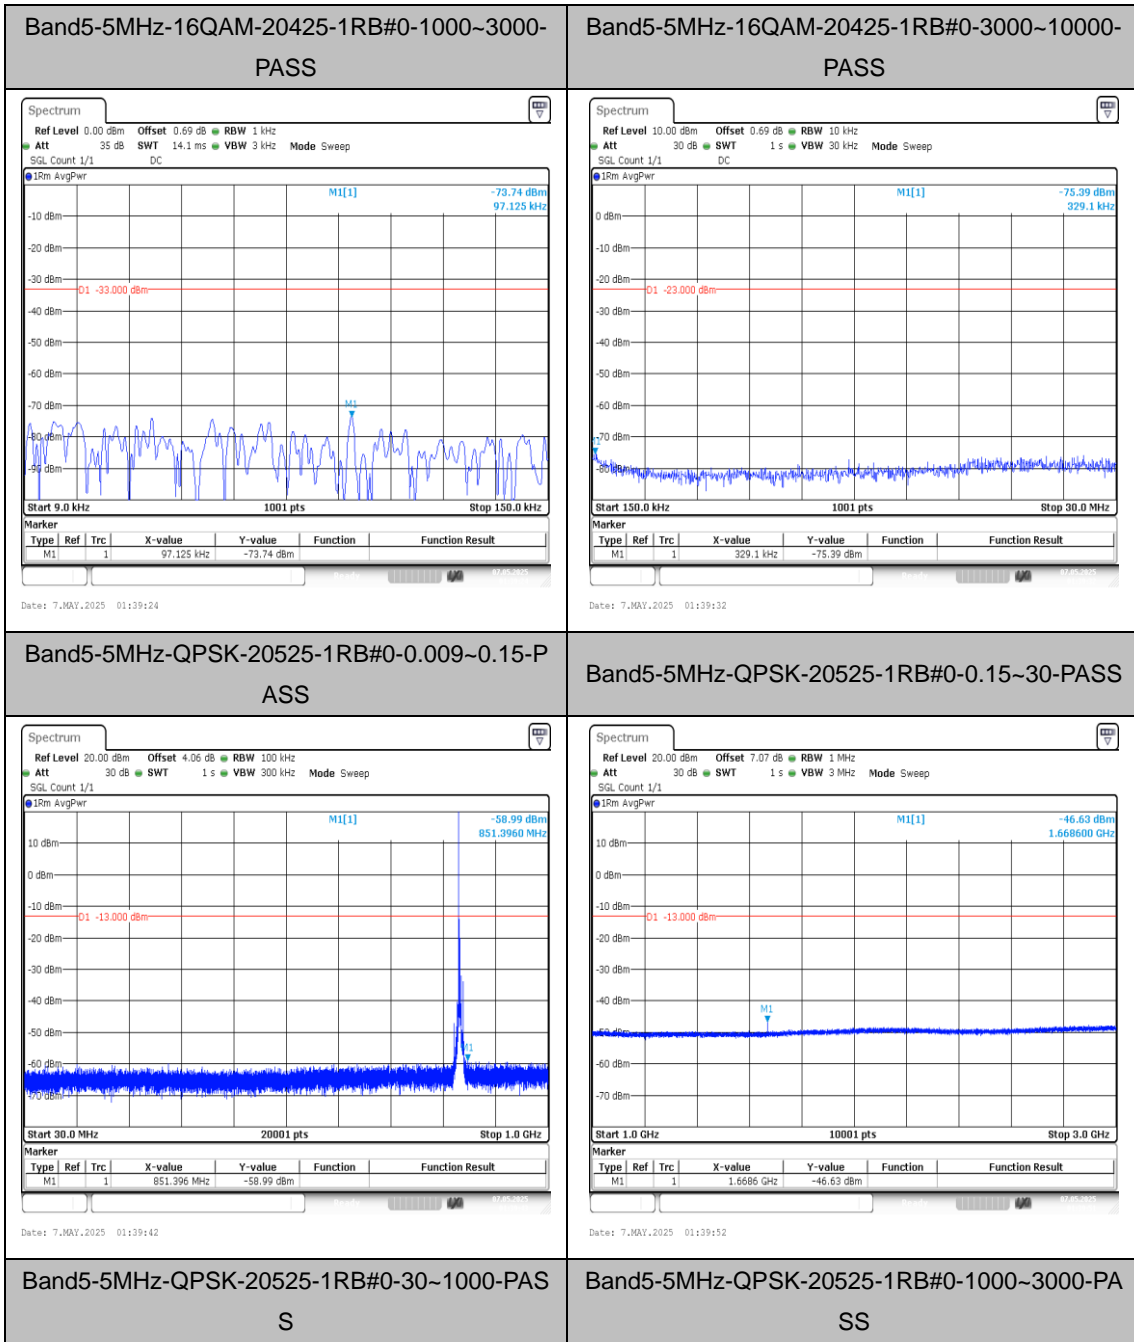 Band5-5MHz-16QAM-20425-1RB#0-1000~3000-
PASS
Band5-5MHz-16QAM-20425-1RB#0-3000~10000-
PASS
Spectrum
Ref Level 0.00 dBm Offset 0.69 dB RBW 1 kHz
Att 35 dB SWT 14.1 ms VBW 3 kHz Mode Sweep
SGL Count 1/1 DC
1Rm AvgPwr
M1[1] -73.74 dBm
97.125 kHz
-10 dBm
-20 dBm
-30 dBm
D1 -33.000 dBm
-40 dBm
-50 dBm
-60 dBm
-70 dBm
M1
-80 dBm
-90 dBm
Start 9.0 kHz 1001 pts Stop 150.0 kHz
Marker
Type Ref Trc X-value Y-value Function Function Result
M1 1 97.125 kHz -73.74 dBm
Ready 07.05.2025
Date: 7.MAY.2025 01:39:24
Spectrum
Ref Level 10.00 dBm Offset 0.69 dB RBW 10 kHz
Att 30 dB SWT 1 s VBW 30 kHz Mode Sweep
SGL Count 1/1 DC
1Rm AvgPwr
M1[1] -75.39 dBm
329.1 kHz
0 dBm
-10 dBm
-20 dBm
D1 -23.000 dBm
-30 dBm
-40 dBm
-50 dBm
-60 dBm
-70 dBm
M1
-80 dBm
Start 150.0 kHz 1001 pts Stop 30.0 MHz
Marker
Type Ref Trc X-value Y-value Function Function Result
M1 1 329.1 kHz -75.39 dBm
Ready 07.05.2025
Date: 7.MAY.2025 01:39:32
Band5-5MHz-QPSK-20525-1RB#0-0.009~0.15-P
ASS
Band5-5MHz-QPSK-20525-1RB#0-0.15~30-PASS
Spectrum
Ref Level 20.00 dBm Offset 4.06 dB RBW 100 kHz
Att 30 dB SWT 1 s VBW 300 kHz Mode Sweep
SGL Count 1/1
1Rm AvgPwr
M1[1] -58.99 dBm
851.3960 MHz
10 dBm
0 dBm
-10 dBm
D1 -13.000 dBm
-20 dBm
-30 dBm
-40 dBm
-50 dBm
M1
-60 dBm
-70 dBm
Start 30.0 MHz 20001 pts Stop 1.0 GHz
Marker
Type Ref Trc X-value Y-value Function Function Result
M1 1 851.396 MHz -58.99 dBm
Ready 07.05.2025
Date: 7.MAY.2025 01:39:42
Spectrum
Ref Level 20.00 dBm Offset 7.07 dB RBW 1 MHz
Att 30 dB SWT 1 s VBW 3 MHz Mode Sweep
SGL Count 1/1
1Rm AvgPwr
M1[1] -46.63 dBm
1.668600 GHz
10 dBm
0 dBm
-10 dBm
D1 -13.000 dBm
-20 dBm
-30 dBm
-40 dBm
M1
-50 dBm
-60 dBm
-70 dBm
Start 1.0 GHz 10001 pts Stop 3.0 GHz
Marker
Type Ref Trc X-value Y-value Function Function Result
M1 1 1.6686 GHz -46.63 dBm
Ready 07.05.2025
Date: 7.MAY.2025 01:39:52
Band5-5MHz-QPSK-20525-1RB#0-30~1000-PAS
S
Band5-5MHz-QPSK-20525-1RB#0-1000~3000-PA
SS